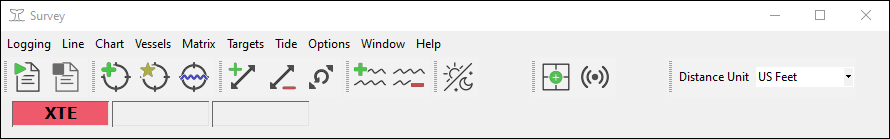 Survey
Logging Line Chart Vessels Matrix Targets Tide Options Window Help
Distance Unit US Feet
XTE